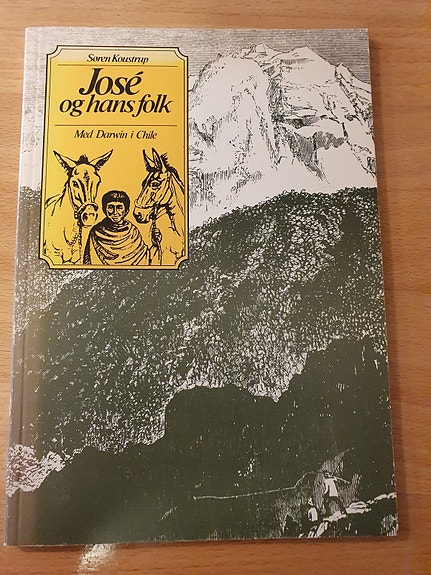 Søren Koustrup
José
og hans folk
Med Darwin i Chile